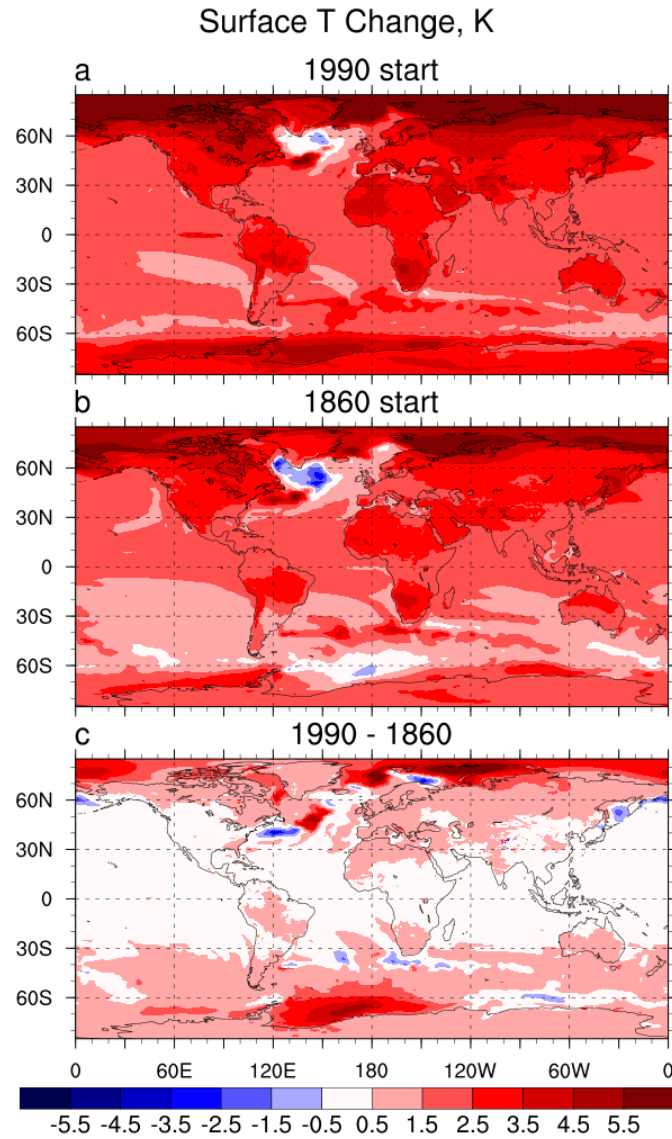 Surface T Change, K
a 1990 start
60N
30N
0
30S
60S
b 1860 start
60N
30N
0
30S
60S
c 1990 - 1860
60N
30N
0
30S
60S
0 60E 120E 180 120W 60W 0
-5.5 -4.5 -3.5 -2.5 -1.5 -0.5 0.5 1.5 2.5 3.5 4.5 5.5